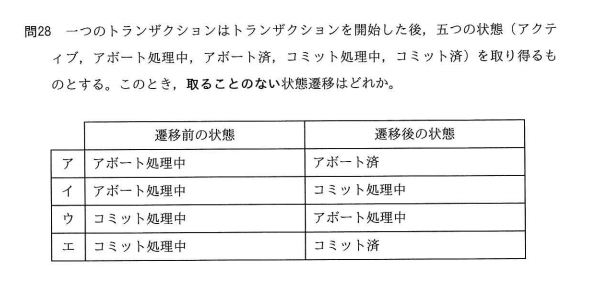 問28 一つのトランザクションはトランザクションを開始した後，五つの状態（アクテ
ィブ，アボート処理中，アボート済，コミット処理中，コミット済）を取り得るも
のとする。このとき，取ることのない状態遷移はどれか。
遷移前の状態 遷移後の状態
ア アボート処理中 アボート済
イ アボート処理中 コミット処理中
ウ コミット処理中 アボート処理中
エ コミット処理中 コミット済